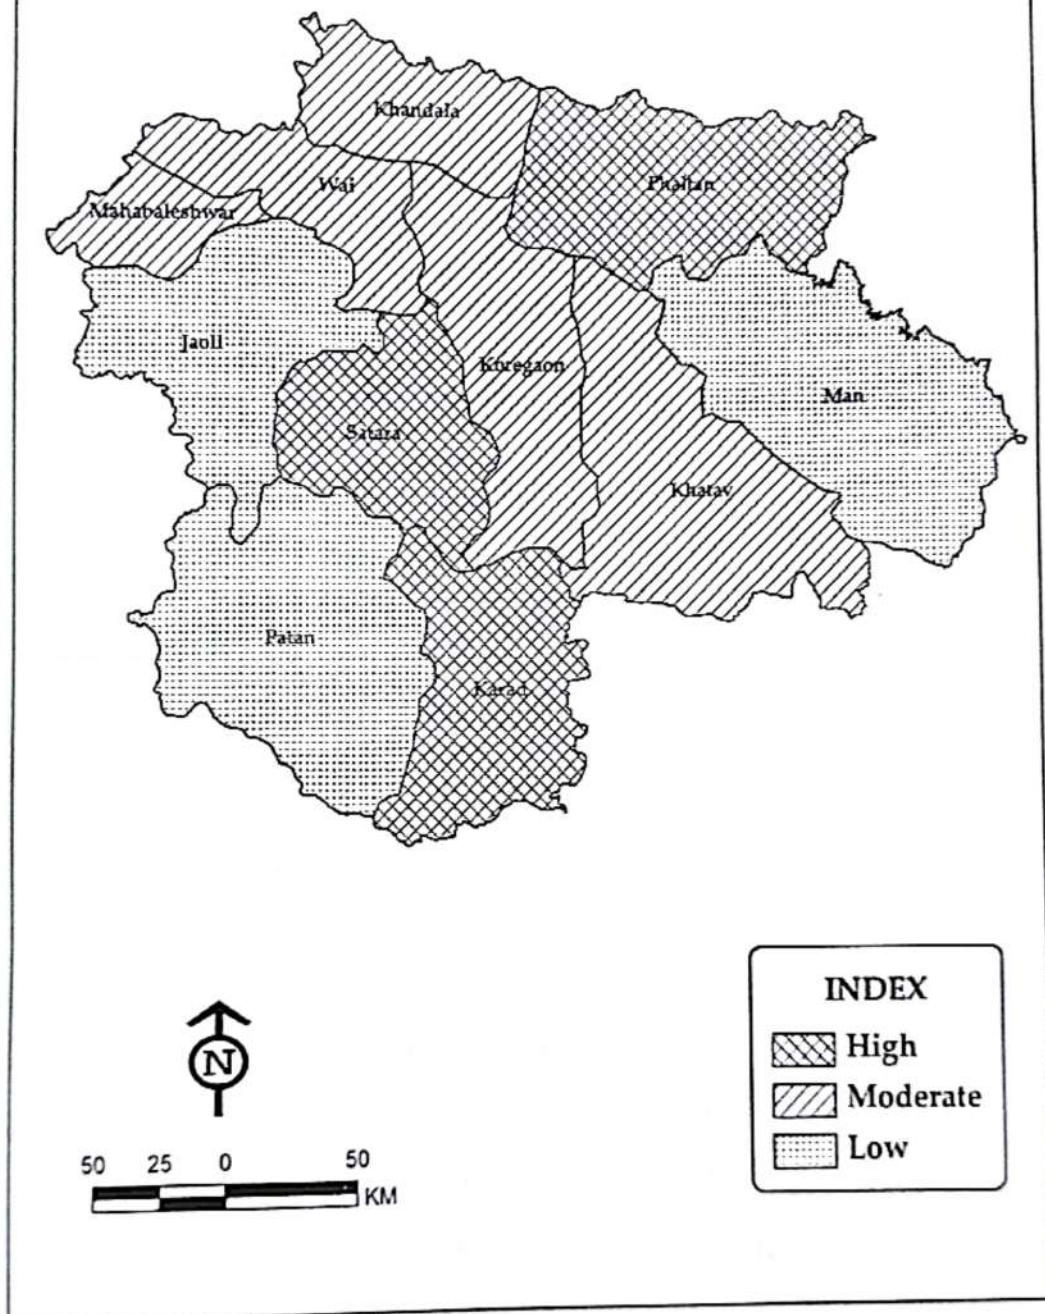 Khandala
Phaltan
Wai
Mahabaleshwar
Jaoli
Koregaon
Man
Satara
Khatav
Patan
Karad
INDEX
High
Moderate
Low
N
50 25 0 50
KM